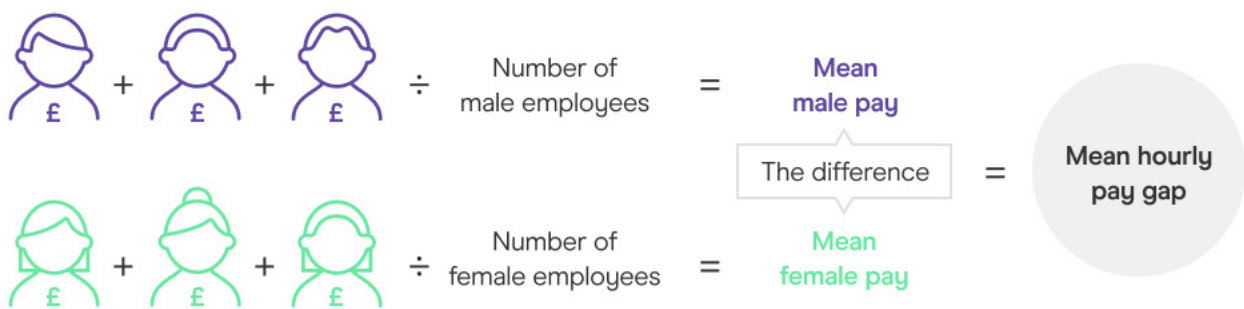 £ + £ + £ ÷ Number of
male employees = Mean
male pay
The difference = Mean hourly
pay gap
£ + £ + £ ÷ Number of
female employees = Mean
female pay